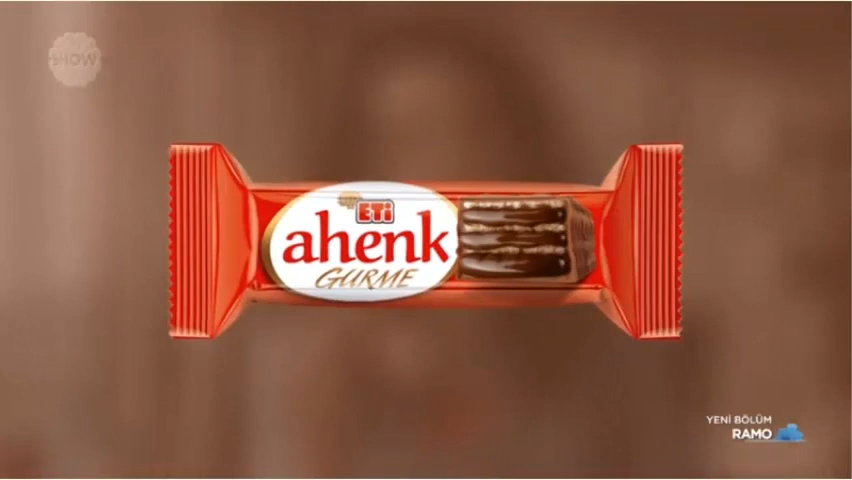 SHOW
ETİ
ahenk
GURME
YENİ BÖLÜM
RAMO